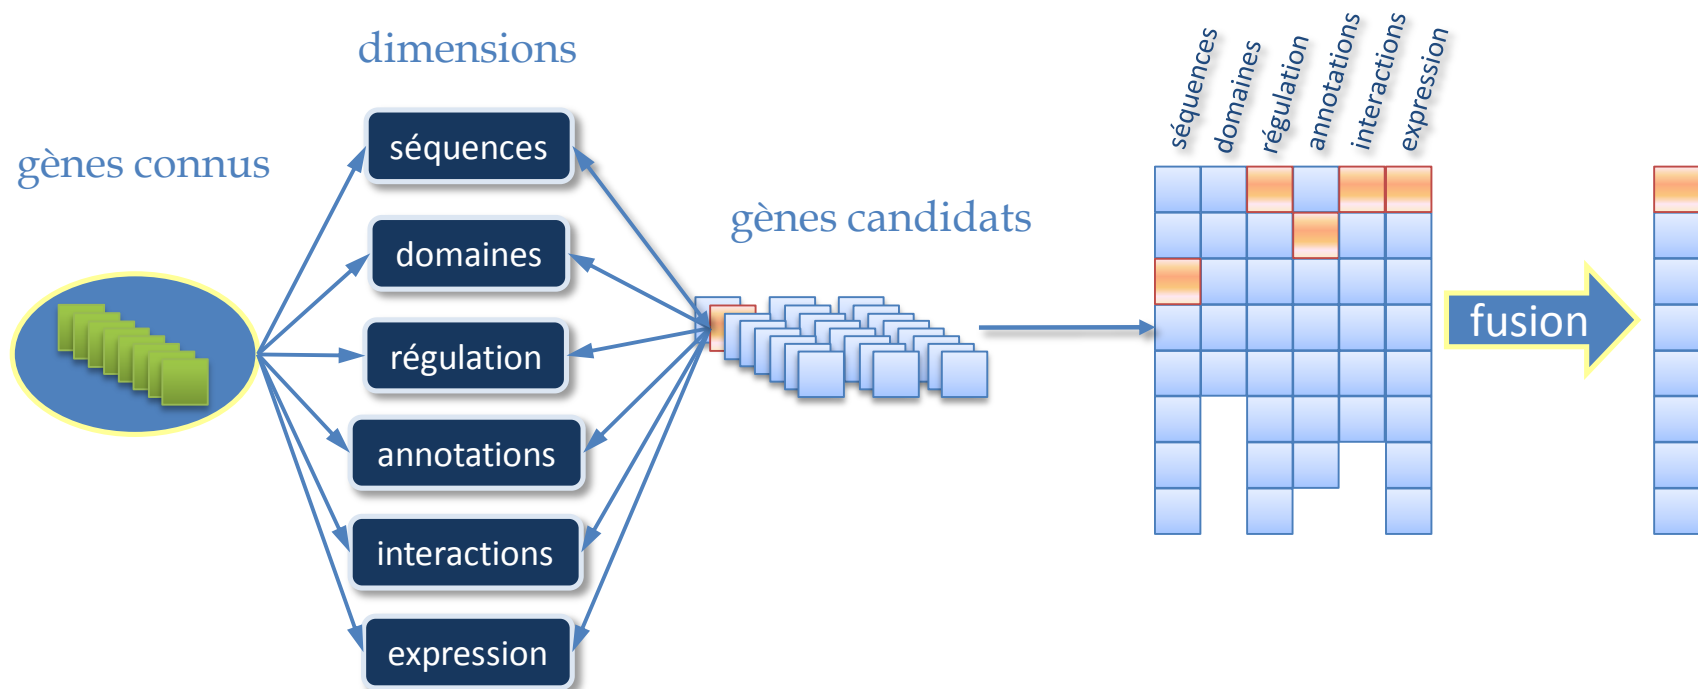 dimensions
gènes connus
séquences
domaines
régulation
annotations
interactions
expression
gènes candidats
séquences
domaines
régulation
annotations
interactions
expression
fusion